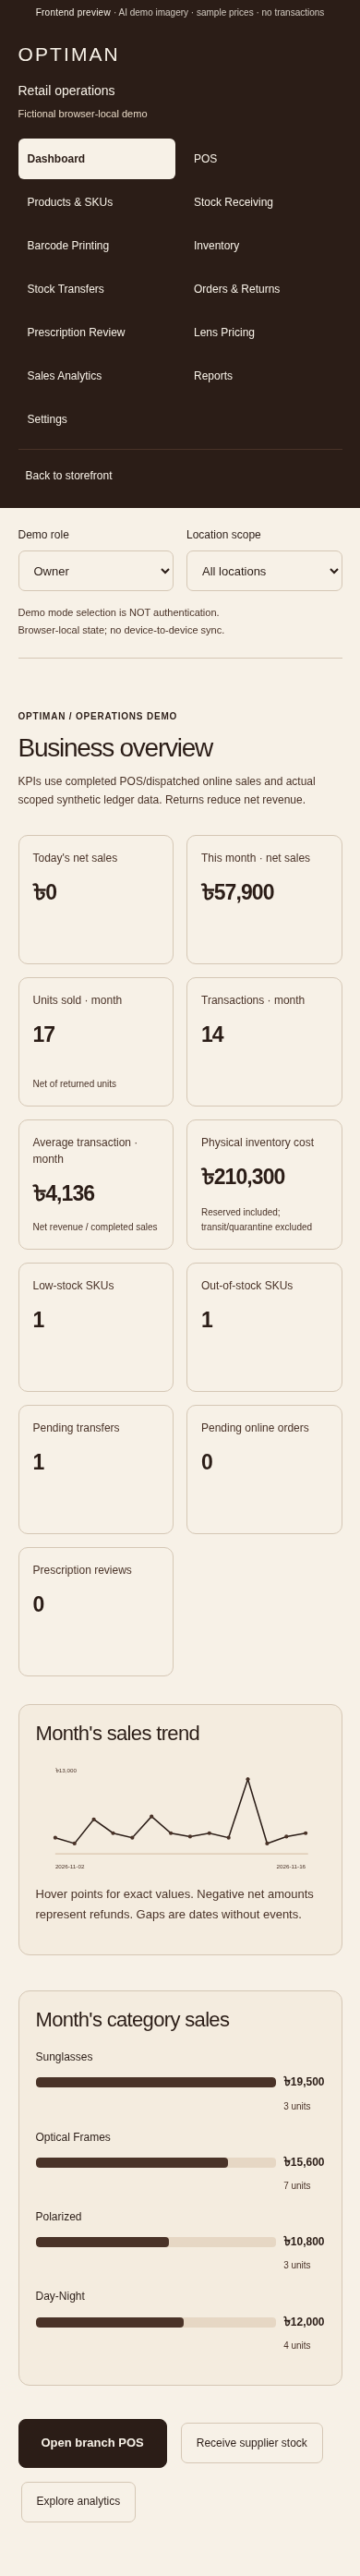 Frontend preview · AI demo imagery · sample prices · no transactions
OPTIMAN
Retail operations
Fictional browser-local demo
Dashboard
POS
Products & SKUs
Stock Receiving
Barcode Printing
Inventory
Stock Transfers
Orders & Returns
Prescription Review
Lens Pricing
Sales Analytics
Reports
Settings
Back to storefront
Demo role
Location scope
Owner
All locations
Demo mode selection is NOT authentication.
Browser-local state; no device-to-device sync.
OPTIMAN / OPERATIONS DEMO
Business overview
KPIs use completed POS/dispatched online sales and actual
scoped synthetic ledger data. Returns reduce net revenue.
Today's net sales
৳0
This month · net sales
৳57,900
Units sold · month
17
Net of returned units
Transactions · month
14
Average transaction ·
month
৳4,136
Net revenue / completed sales
Physical inventory cost
৳210,300
Reserved included;
transit/quarantine excluded
Low-stock SKUs
1
Out-of-stock SKUs
1
Pending transfers
1
Pending online orders
0
Prescription reviews
0
Month's sales trend
৳13,000
2026-11-02
2026-11-16
Hover points for exact values. Negative net amounts
represent refunds. Gaps are dates without events.
Month's category sales
Sunglasses
৳19,500
3 units
Optical Frames
৳15,600
7 units
Polarized
৳10,800
3 units
Day-Night
৳12,000
4 units
Open branch POS
Receive supplier stock
Explore analytics